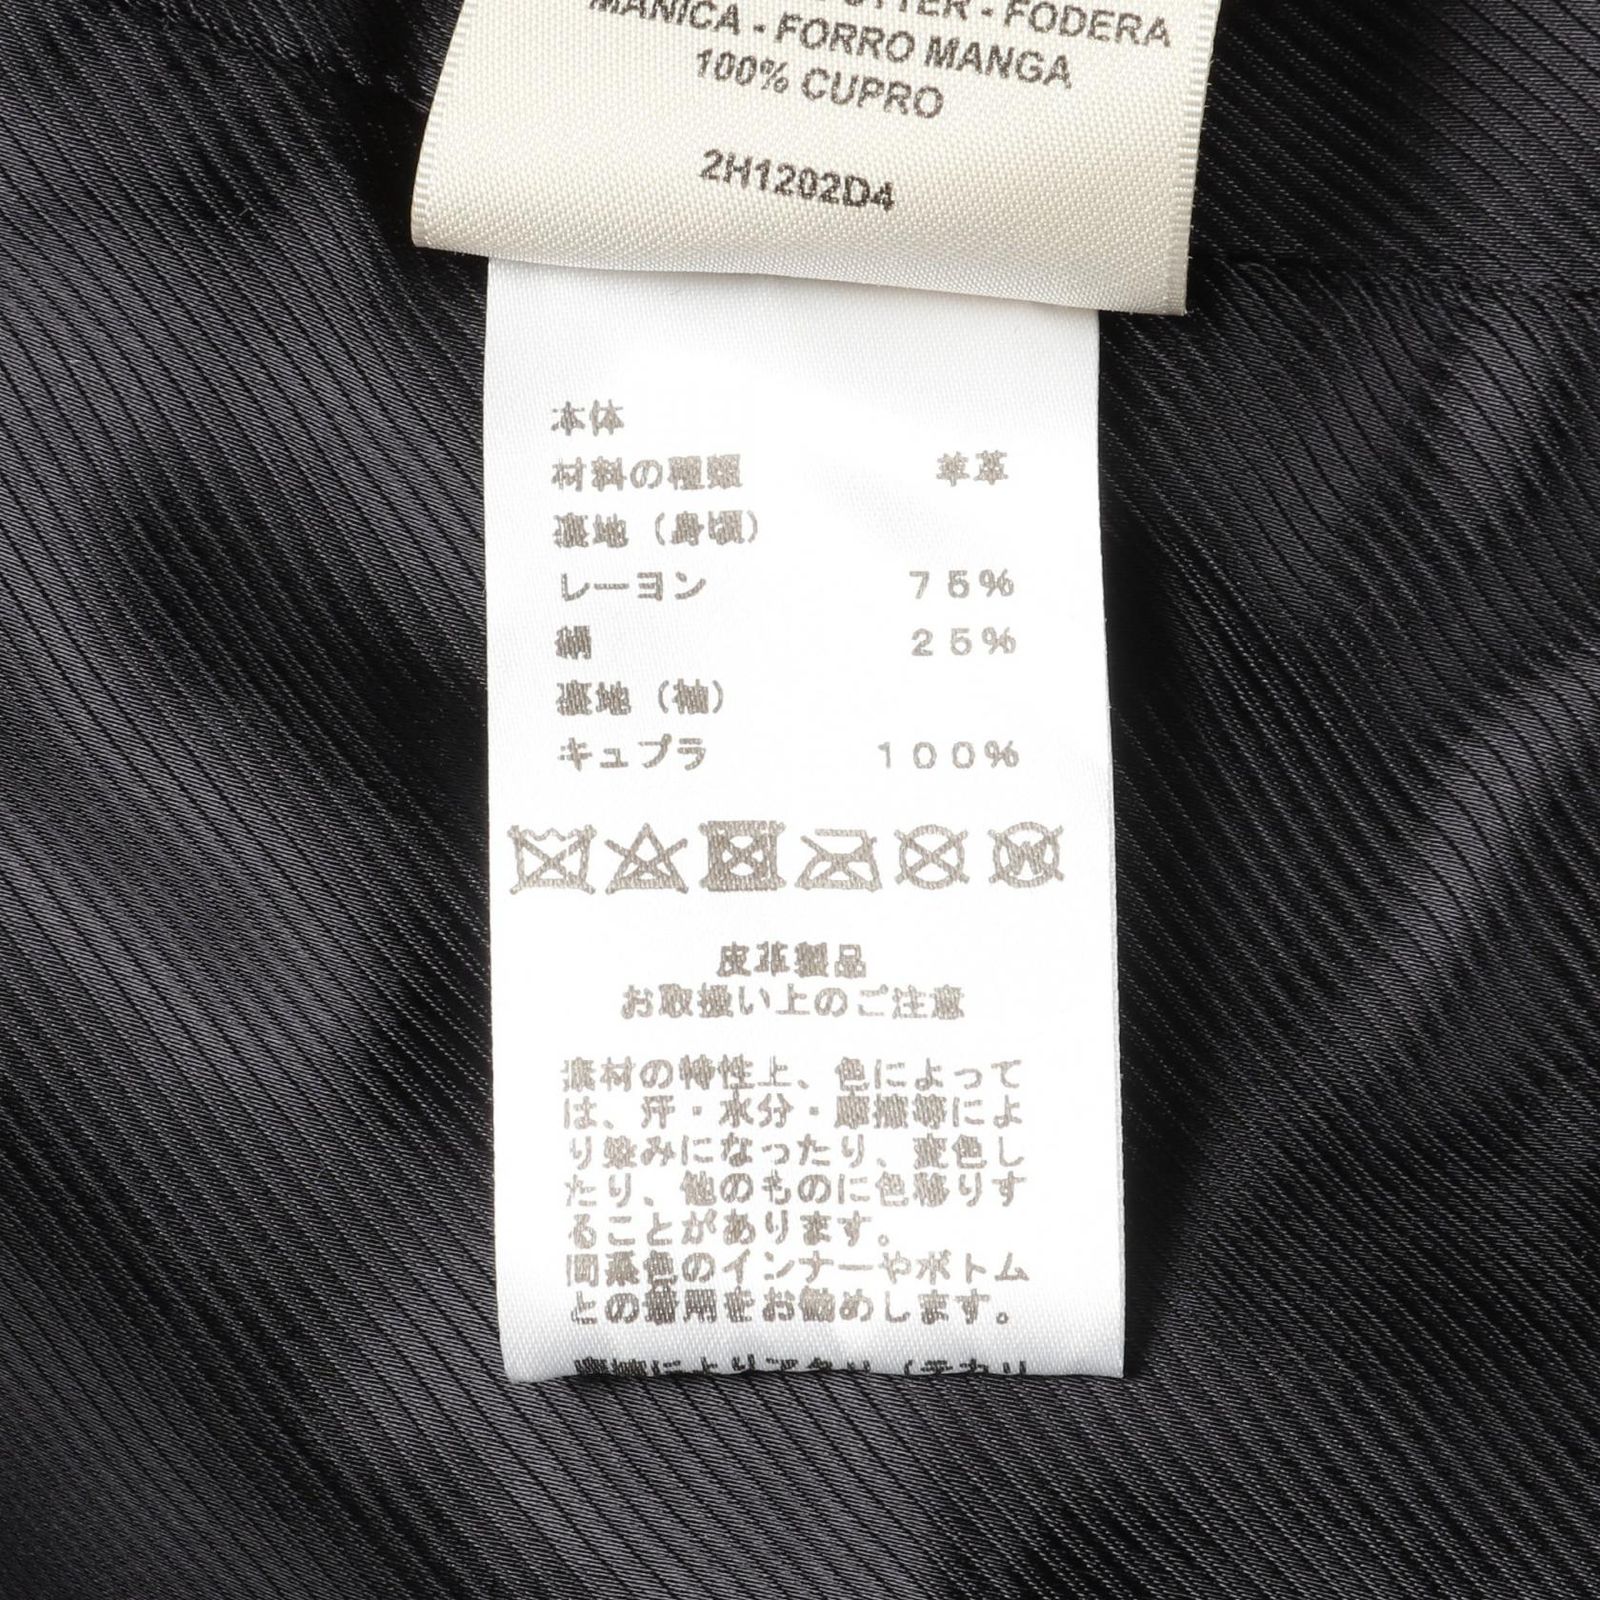 - FODERA
MANICA - FORRO MANGA
100% CUPRO
2H1202D4
本体
材料の種類 羊革
裏地（身頃）
レーヨン 75%
絹 25%
裏地（袖）
キュプラ 100%
皮革製品
お取扱い上のご注意
素材の特性上、色によって
は、汗・水分・摩擦等によ
り染みになったり、変色し
たり、他のものに色移りす
ることがあります。
同系色のインナーやボトム
との着用をお勧めします。